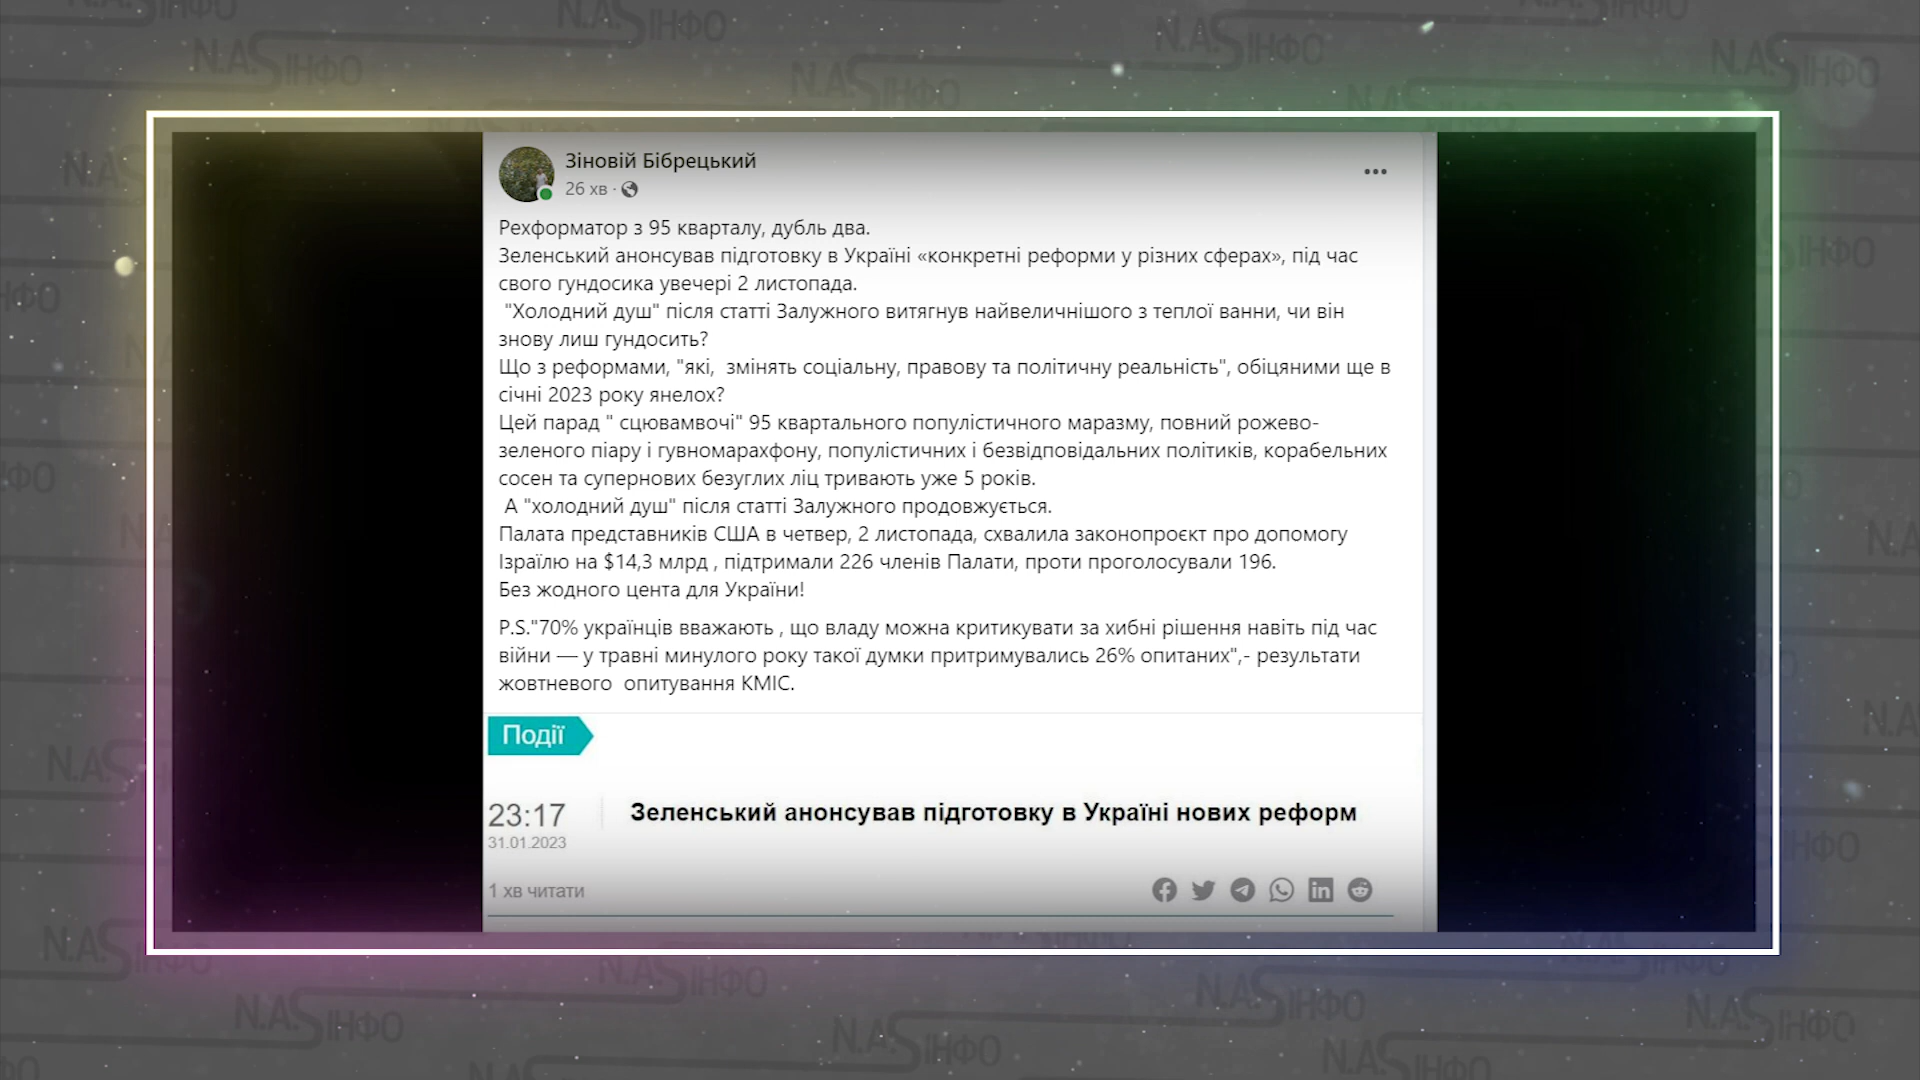 Зіновій Бібрецький
26 хв ·
Рехформатор з 95 кварталу, дубль два.
Зеленський анонсував підготовку в Україні «конкретні реформи у різних сферах», під час
свого гундосика увечері 2 листопада.
"Холодний душ" після статті Залужного витягнув найвеличнішого з теплої ванни, чи він
знову лиш гундосить?
Що з реформами, "які, змінять соціальну, правову та політичну реальність", обіцяними ще в
січні 2023 року янелох?
Цей парад " сцювамвочі" 95 квартального популістичного маразму, повний рожево-
зеленого піару і гувномарахфону, популістичних і безвідповідальних політиків, корабельних
сосен та супернових безуглих ліц тривають уже 5 років.
А "холодний душ" після статті Залужного продовжується.
Палата представників США в четвер, 2 листопада, схвалила законопроєкт про допомогу
Ізраїлю на $14,3 млрд , підтримали 226 членів Палати, проти проголосували 196.
Без жодного цента для України!
P.S."70% українців вважають , що владу можна критикувати за хибні рішення навіть під час
війни — у травні минулого року такої думки притримувались 26% опитаних",- результати
жовтневого опитування КМІС.
Події
23:17 Зеленський анонсував підготовку в Україні нових реформ
31.01.2023
1 хв читати